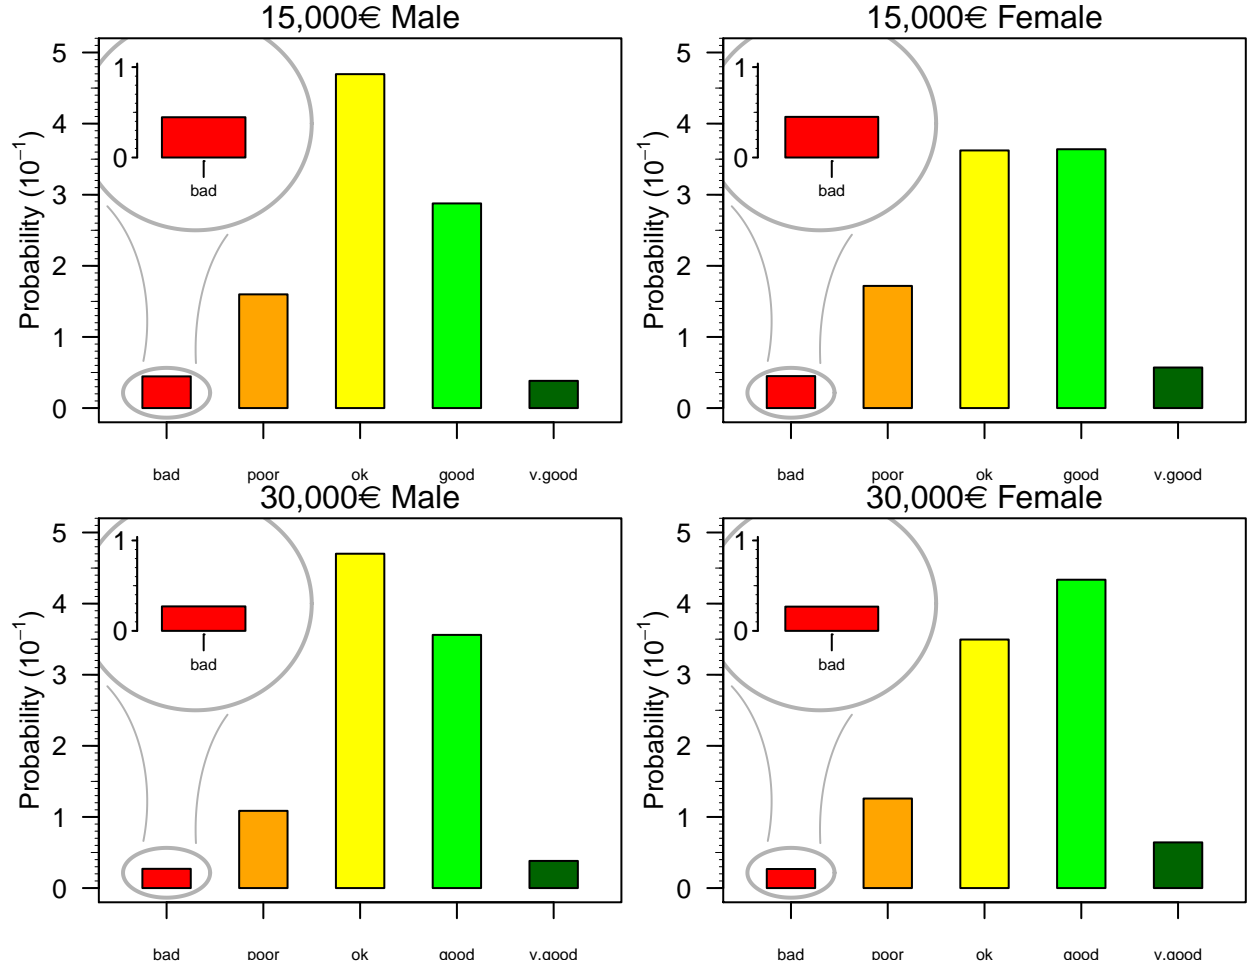 15,000€ Male
Probability (10⁻¹)
5
4
3
2
1
0
1
0
bad
bad poor ok good v.good
15,000€ Female
Probability (10⁻¹)
5
4
3
2
1
0
1
0
bad
bad poor ok good v.good
30,000€ Male
Probability (10⁻¹)
5
4
3
2
1
0
1
0
bad
bad poor ok good v.good
30,000€ Female
Probability (10⁻¹)
5
4
3
2
1
0
1
0
bad
bad poor ok good v.good